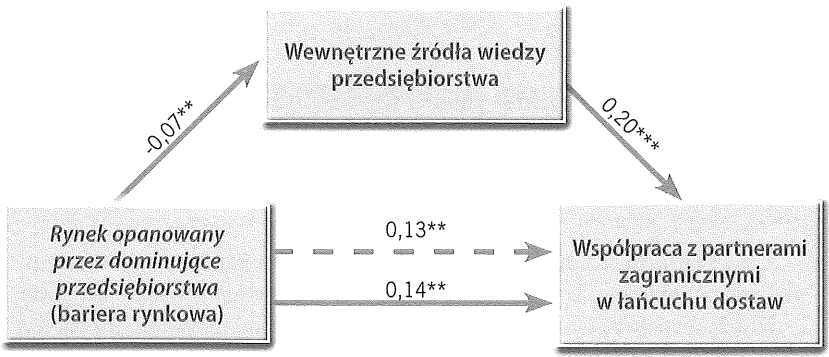 Wewnętrzne źródła wiedzy
przedsiębiorstwa
-0,07**
0,20***
Rynek opanowany
przez dominujące
przedsiębiorstwa
(bariera rynkowa)
0,13**
0,14**
Współpraca z partnerami
zagranicznymi
w łańcuchu dostaw